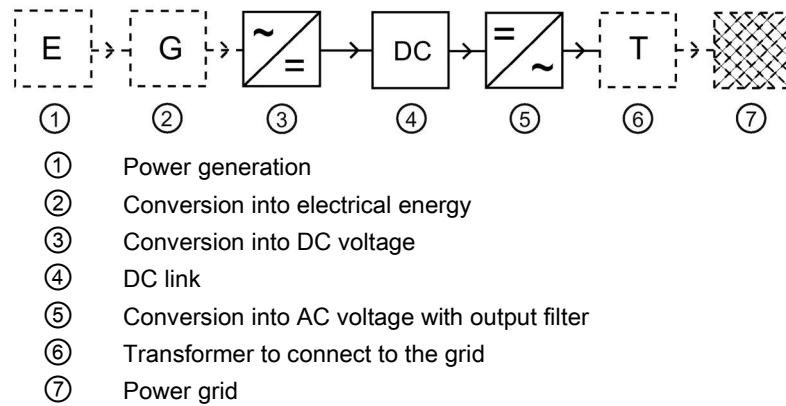 E G ~ = DC = ~ T
① ② ③ ④ ⑤ ⑥ ⑦
① Power generation
② Conversion into electrical energy
③ Conversion into DC voltage
④ DC link
⑤ Conversion into AC voltage with output filter
⑥ Transformer to connect to the grid
⑦ Power grid